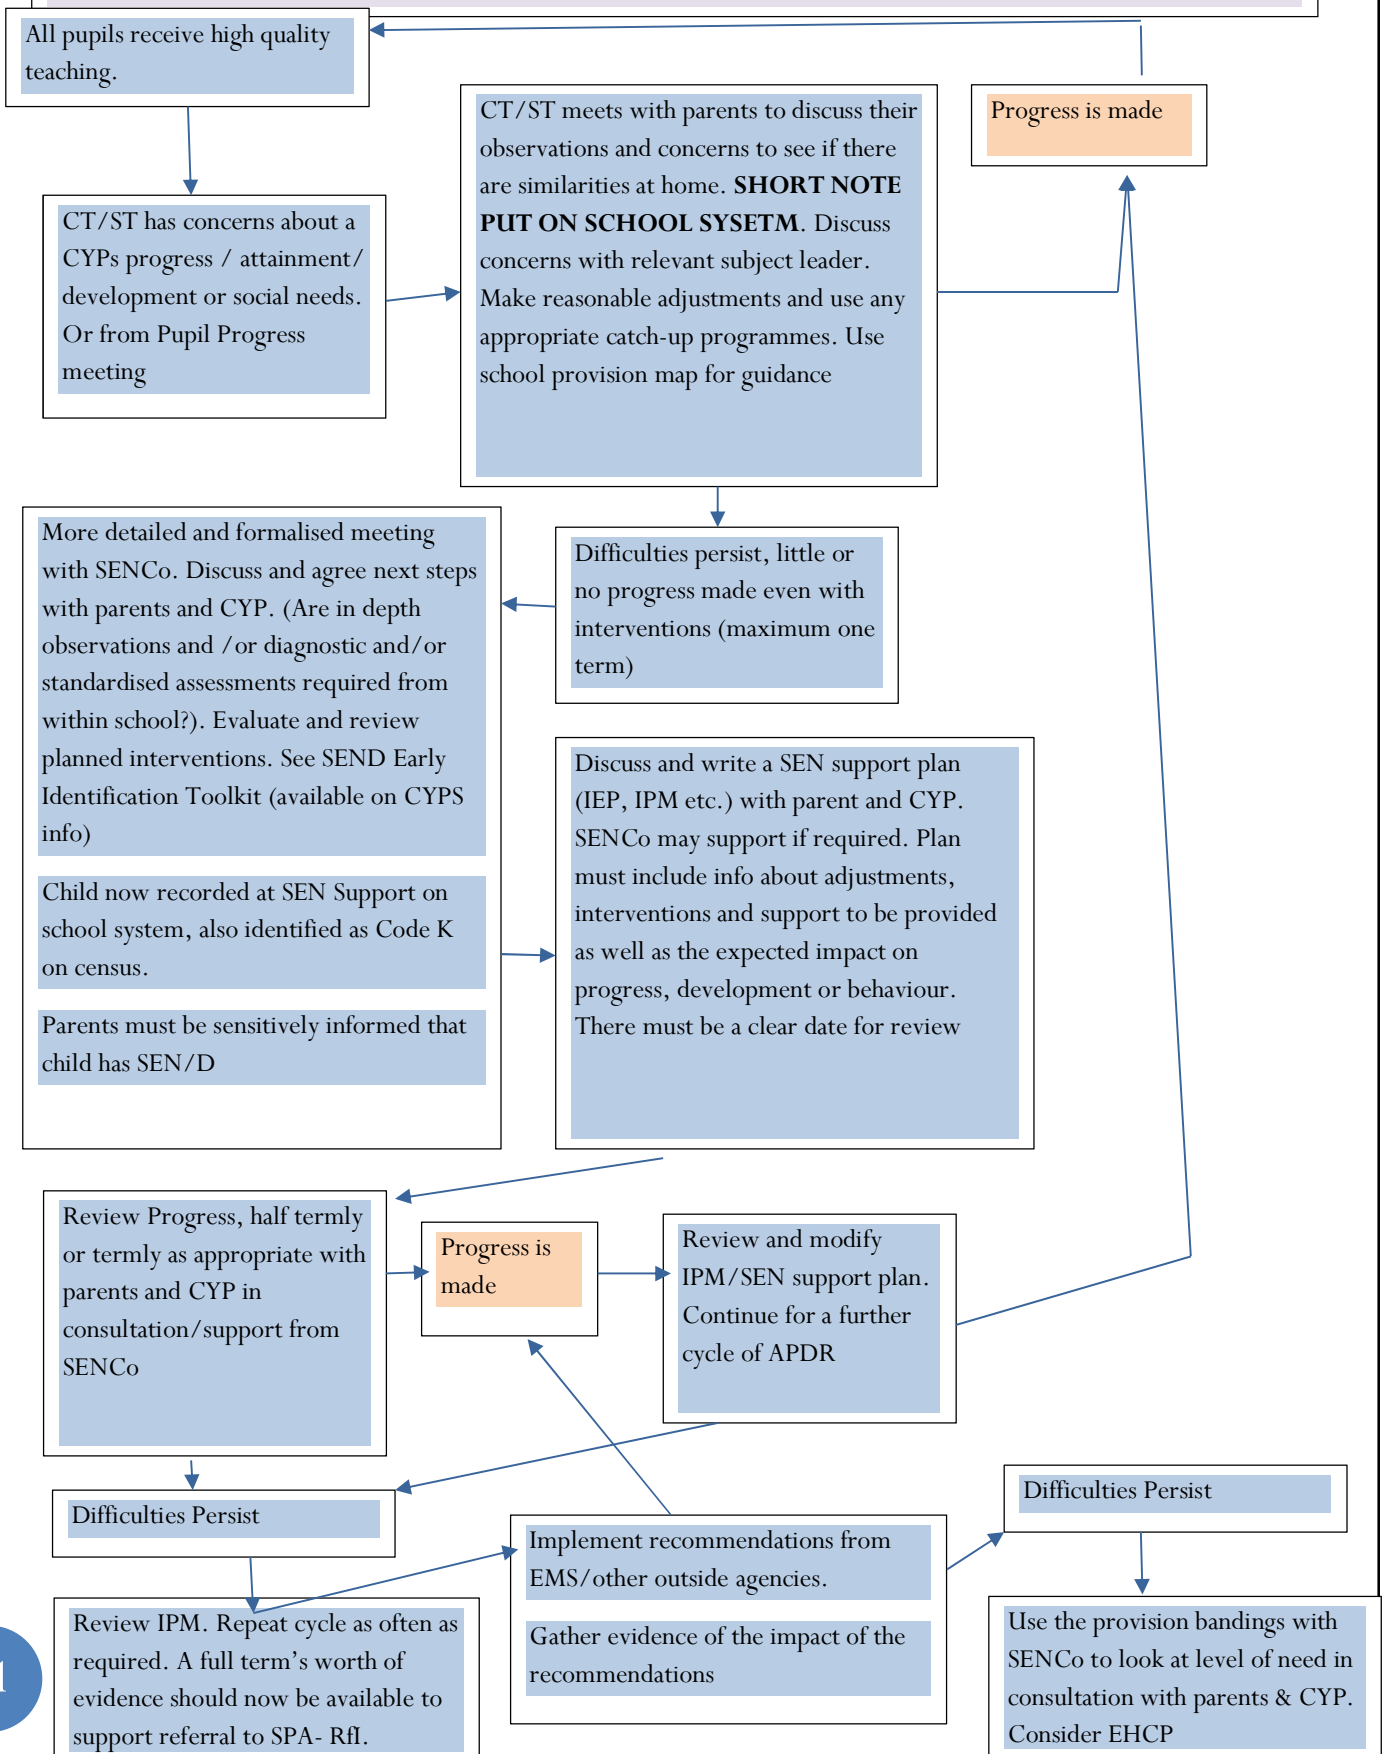 All pupils receive high quality
teaching.
CT/ST has concerns about a
CYPs progress / attainment/
development or social needs.
Or from Pupil Progress
meeting
CT/ST meets with parents to discuss their
observations and concerns to see if there
are similarities at home. SHORT NOTE
PUT ON SCHOOL SYSETM. Discuss
concerns with relevant subject leader.
Make reasonable adjustments and use any
appropriate catch-up programmes. Use
school provision map for guidance
Progress is made
Difficulties persist, little or
no progress made even with
interventions (maximum one
term)
More detailed and formalised meeting
with SENCo. Discuss and agree next steps
with parents and CYP. (Are in depth
observations and /or diagnostic and/or
standardised assessments required from
within school?). Evaluate and review
planned interventions. See SEND Early
Identification Toolkit (available on CYPS
info)
Child now recorded at SEN Support on
school system, also identified as Code K
on census.
Parents must be sensitively informed that
child has SEN/D
Discuss and write a SEN support plan
(IEP, IPM etc.) with parent and CYP.
SENCo may support if required. Plan
must include info about adjustments,
interventions and support to be provided
as well as the expected impact on
progress, development or behaviour.
There must be a clear date for review
Review Progress, half termly
or termly as appropriate with
parents and CYP in
consultation/support from
SENCo
Progress is
made
Review and modify
IPM/SEN support plan.
Continue for a further
cycle of APDR
Difficulties Persist
Review IPM. Repeat cycle as often as
required. A full term's worth of
evidence should now be available to
support referral to SPA- RfI.
Implement recommendations from
EMS/other outside agencies.
Gather evidence of the impact of the
recommendations
Difficulties Persist
Use the provision bandings with
SENCo to look at level of need in
consultation with parents & CYP.
Consider EHCP
1